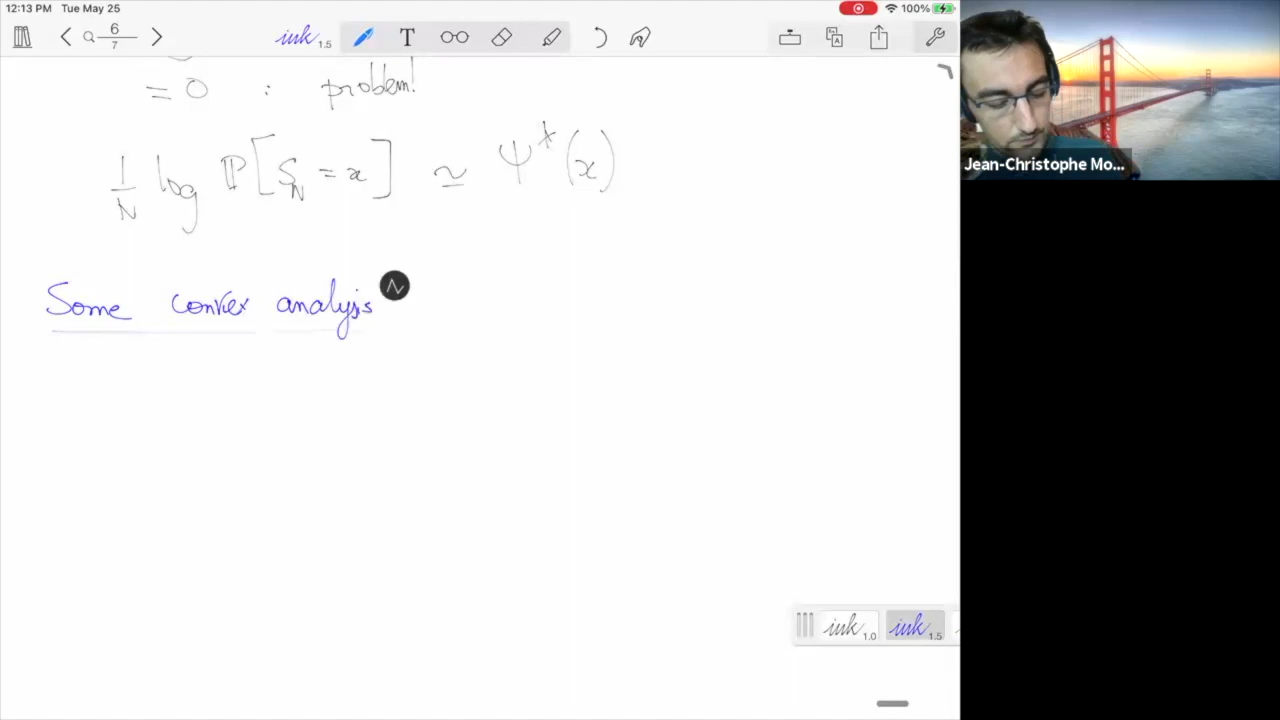 12:13 PM Tue May 25
100%
6
7
ink 1.5
T
= 0 : problem!
1/N log ℙ[S_N = x] ≃ Ψ*(x)
Some convex analysis
ink 1.0
ink 1.5
Jean-Christophe Mo...